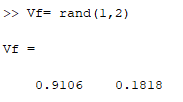 >> Vf= rand(1,2)
Vf =
0.9106 0.1818